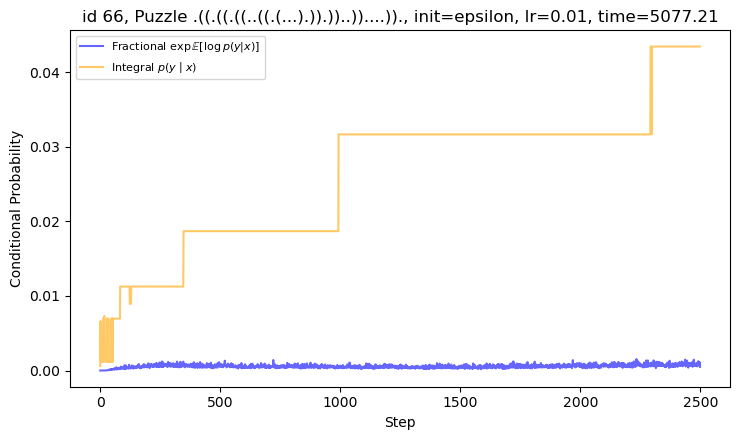 id 66, Puzzle .((.((.((..((.(...).)).))..))....))., init=epsilon, lr=0.01, time=5077.21
Fractional exp𝔼[log p(y|x)]
Integral p(y | x)
Conditional Probability
0.04
0.03
0.02
0.01
0.00
0
500
1000
1500
2000
2500
Step